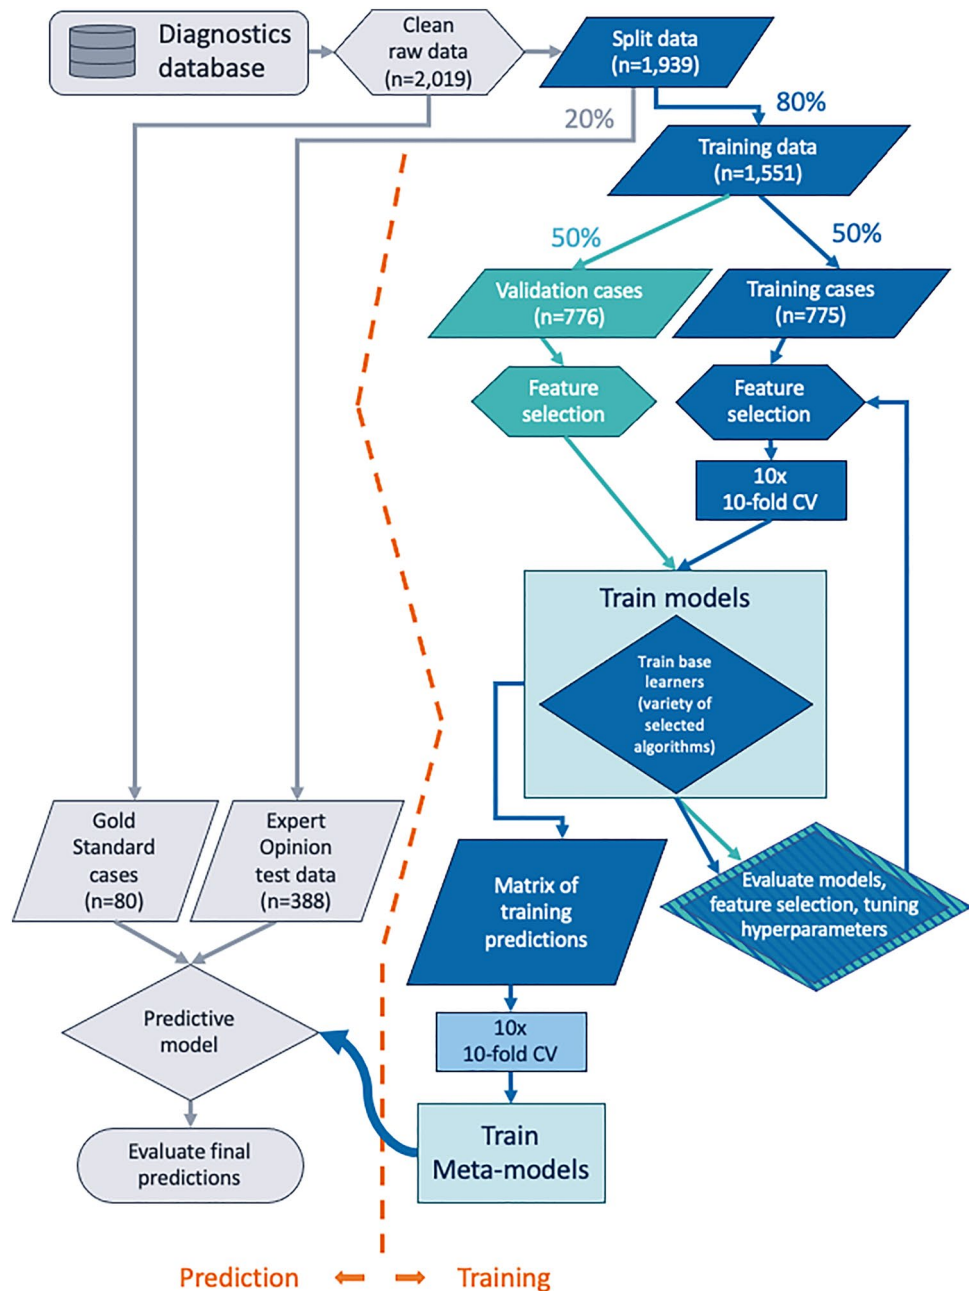 Diagnostics
database
Clean
raw data
(n=2,019)
Split data
(n=1,939)
20%
80%
Training data
(n=1,551)
50%
50%
Validation cases
(n=776)
Training cases
(n=775)
Feature
selection
Feature
selection
10x
10-fold CV
Train models
Train base
learners
(variety of
selected
algorithms)
Gold
Standard
cases
(n=80)
Expert
Opinion
test data
(n=388)
Matrix of
training
predictions
Evaluate models,
feature selection, tuning
hyperparameters
Predictive
model
10x
10-fold CV
Evaluate final
predictions
Train
Meta-models
Prediction
Training